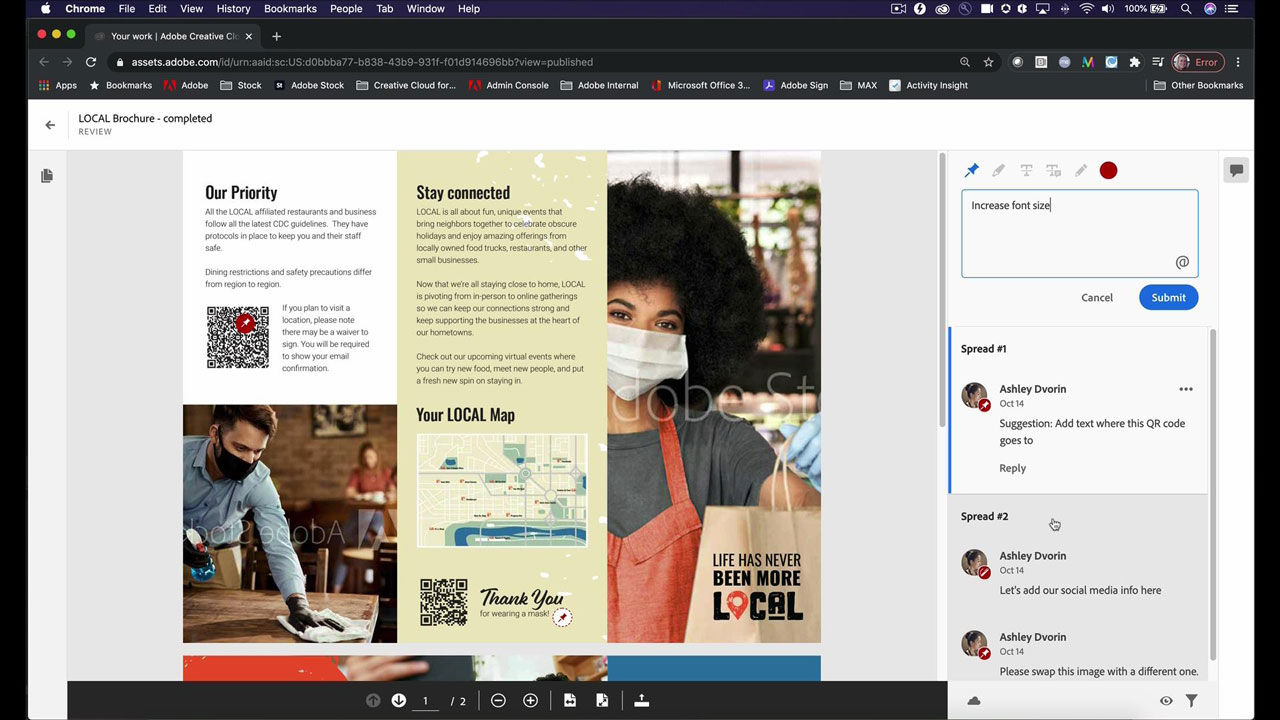 Chrome File Edit View History Bookmarks People Tab Window Help
100%
Your work | Adobe Creative Clo
assets.adobe.com/id/urn:aaid:sc:US:d0bbba77-b838-43b9-931f-f01d914696bb?view=published
Error
Apps Bookmarks Adobe Stock Adobe Stock Creative Cloud for... Admin Console Adobe Internal Microsoft Office 3... Adobe Sign MAX Activity Insight Other Bookmarks
LOCAL Brochure - completed
REVIEW
Our Priority
All the LOCAL affiliated restaurants and business
follow all the latest CDC guidelines. They have
protocols in place to keep you and their staff
safe.
Dining restrictions and safety precautions differ
from region to region.
If you plan to visit a
location, please note
there may be a waiver to
sign. You will be required
to show your email
confirmation.
Stay connected
LOCAL is all about fun, unique events that
bring neighbors together to celebrate obscure
holidays and enjoy amazing offerings from
locally owned food trucks, restaurants, and other
small businesses.
Now that we're all staying close to home, LOCAL
is pivoting from in-person to online gatherings
so we can keep our connections strong and
keep supporting the businesses at the heart of
our hometowns.
Check out our upcoming virtual events where
you can try new food, meet new people, and put
a fresh new spin on staying in.
Your LOCAL Map
Thank You
for wearing a mask!
dobe St
Adobe Stock
LIFE HAS NEVER
BEEN MORE
LOCAL
Increase font size
@
Cancel Submit
Spread #1
Ashley Dvorin
Oct 14
Suggestion: Add text where this QR code
goes to
Reply
Spread #2
Ashley Dvorin
Oct 14
Let's add our social media info here
Ashley Dvorin
Oct 14
Please swap this image with a different one.
1 / 2